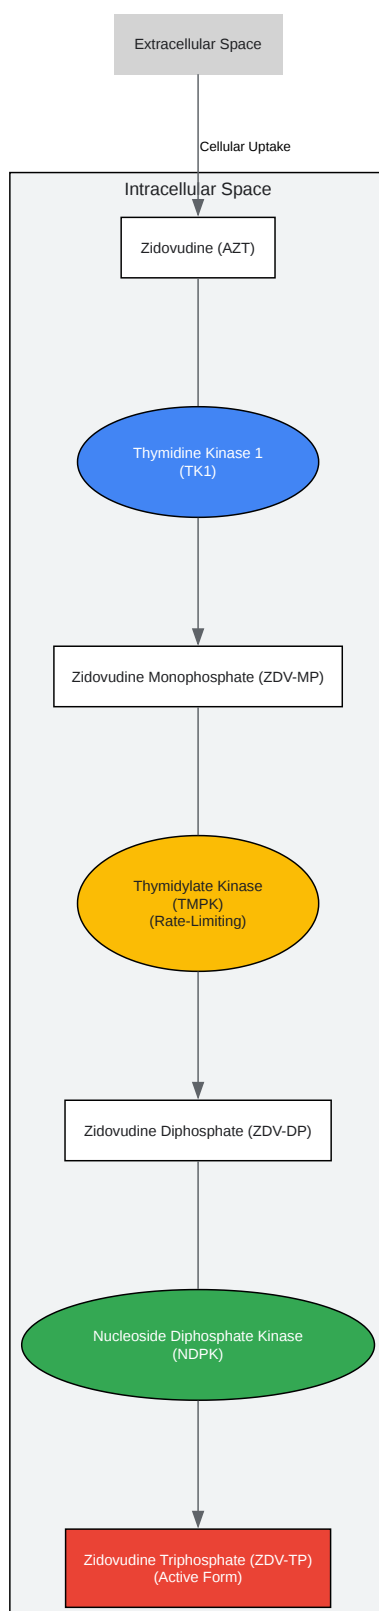 Extracellular Space
Cellular Uptake
Intracellular Space
Zidovudine (AZT)
Thymidine Kinase 1
(TK1)
Zidovudine Monophosphate (ZDV-MP)
Thymidylate Kinase
(TMPK)
(Rate-Limiting)
Zidovudine Diphosphate (ZDV-DP)
Nucleoside Diphosphate Kinase
(NDPK)
Zidovudine Triphosphate (ZDV-TP)
(Active Form)